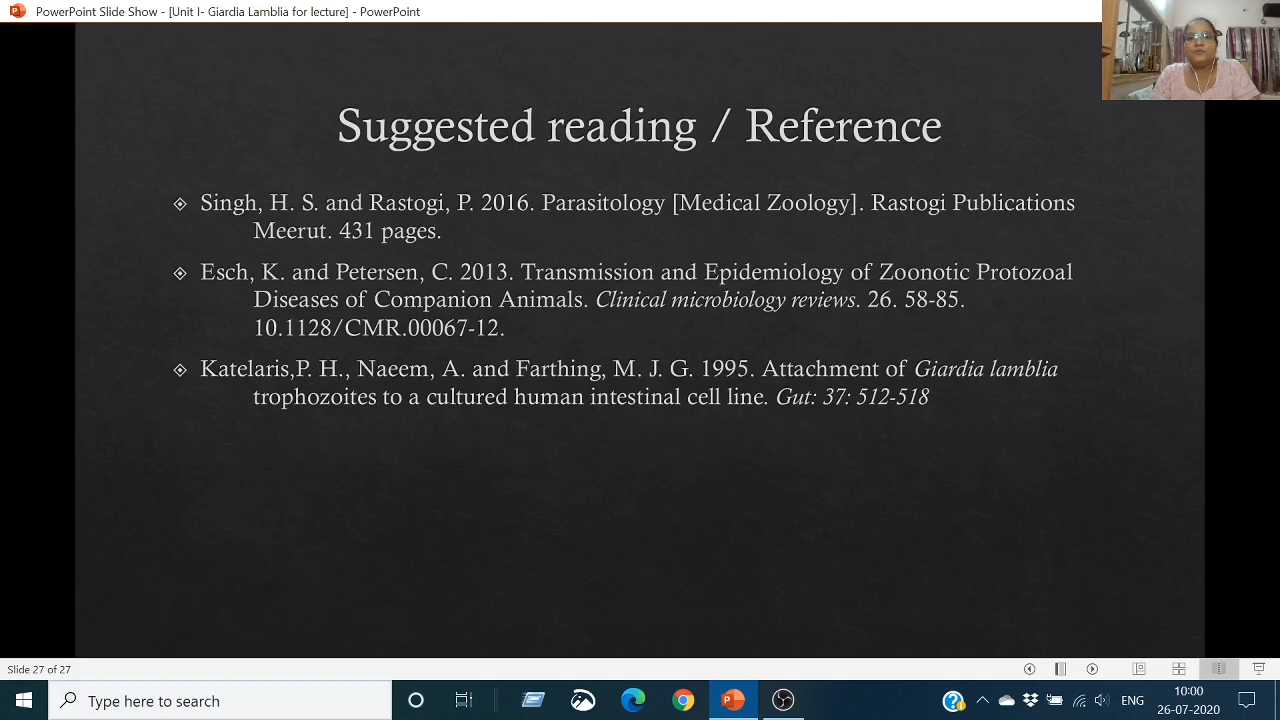 PowerPoint Slide Show - [Unit I- Giardia Lamblia for lecture] - PowerPoint
Suggested reading / Reference
Singh, H. S. and Rastogi, P. 2016. Parasitology [Medical Zoology]. Rastogi Publications
Meerut. 431 pages.
Esch, K. and Petersen, C. 2013. Transmission and Epidemiology of Zoonotic Protozoal
Diseases of Companion Animals. Clinical microbiology reviews. 26. 58-85.
10.1128/CMR.00067-12.
Katelaris,P. H., Naeem, A. and Farthing, M. J. G. 1995. Attachment of Giardia lamblia
trophozoites to a cultured human intestinal cell line. Gut: 37: 512-518
Slide 27 of 27
Type here to search
ENG
10:00
26-07-2020